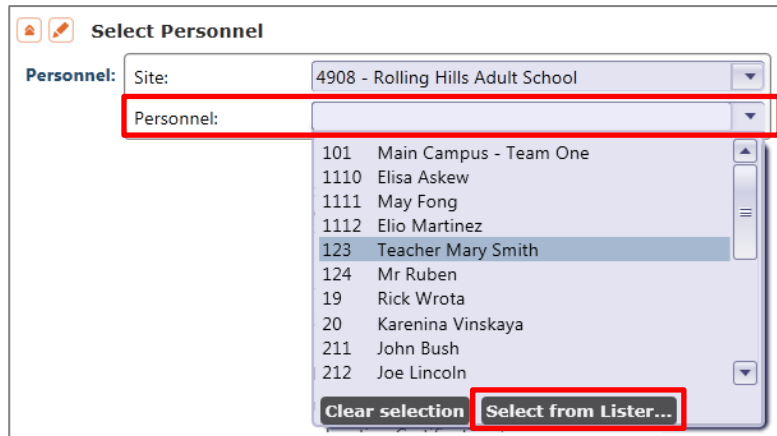 Select Personnel
Personnel: Site: 4908 - Rolling Hills Adult School
Personnel:
101 Main Campus - Team One
1110 Elisa Askew
1111 May Fong
1112 Elio Martinez
123 Teacher Mary Smith
124 Mr Ruben
19 Rick Wrota
20 Karenina Vinskaya
211 John Bush
212 Joe Lincoln
Clear selection Select from Lister...